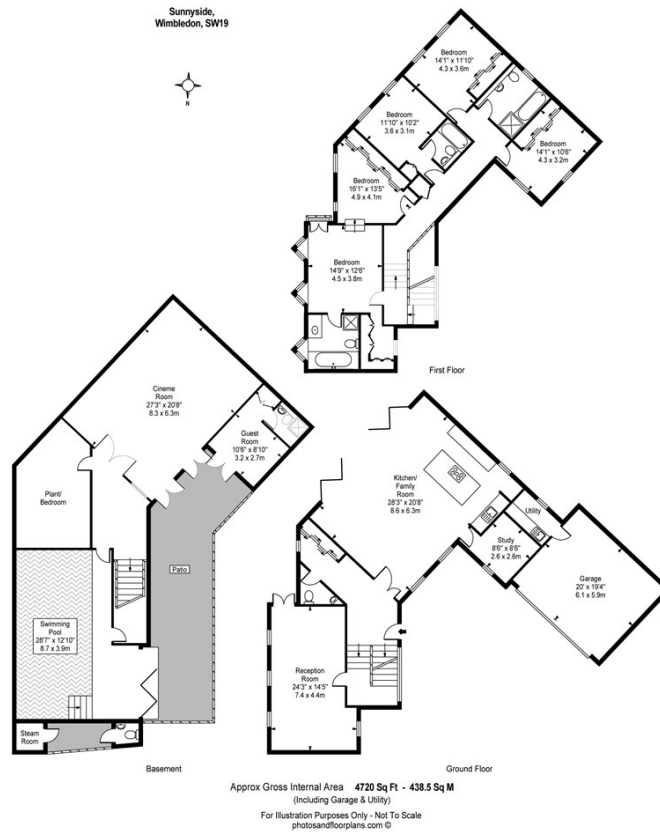 Sunnyside,
Wimbledon, SW19
N
Bedroom
14'1" x 11'10"
4.3 x 3.6m
Bedroom
11'10" x 10'2"
3.6 x 3.1m
Bedroom
14'1" x 10'6"
4.3 x 3.2m
Bedroom
16'1" x 13'5"
4.9 x 4.1m
Bedroom
14'9" x 12'6"
4.5 x 3.8m
First Floor
Cineme
Room
27'3" x 20'8"
8.3 x 6.3m
Guest
Room
10'6" x 8'10"
3.2 x 2.7m
Plant/
Bedroom
Patio
Swimming
Pool
28'7" x 12'10"
8.7 x 3.9m
Steam
Room
Basement
Kitchen/
Family
Room
28'3" x 20'8"
8.6 x 6.3m
Utility
Study
8'6" x 8'6"
2.6 x 2.6m
Garage
20' x 19'4"
6.1 x 5.9m
Reception
Room
24'3" x 14'5"
7.4 x 4.4m
Ground Floor
Approx Gross Internal Area 4720 Sq Ft - 438.5 Sq M
(Including Garage & Utility)
For Illustration Purposes Only - Not To Scale
photosandfloorplans.com ©